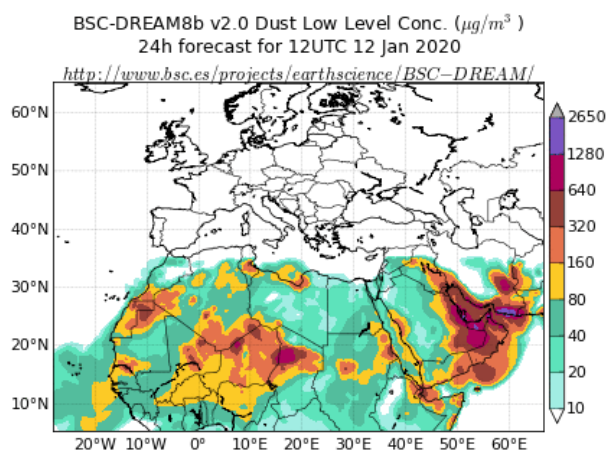 BSC-DREAM8b v2.0 Dust Low Level Conc. (μg/m³ )
24h forecast for 12UTC 12 Jan 2020
http://www.bsc.es/projects/earthscience/BSC−DREAM/
60°N
50°N
40°N
30°N
20°N
10°N
20°W 10°W 0° 10°E 20°E 30°E 40°E 50°E 60°E
2650
1280
640
320
160
80
40
20
10